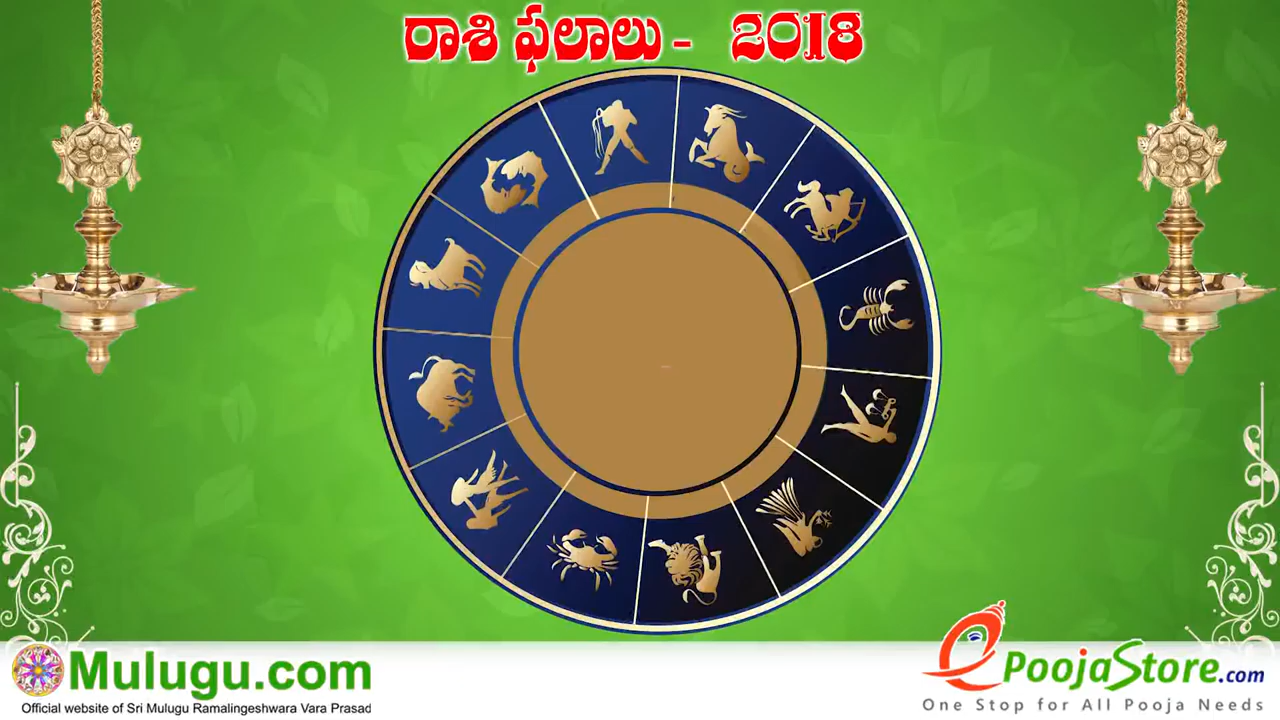 రాశి ఫలాలు - 2018
Mulugu.com
Official website of Sri Mulugu Ramalingeshwara Vara Prasad
ePoojaStore.com
One Stop for All Pooja Needs